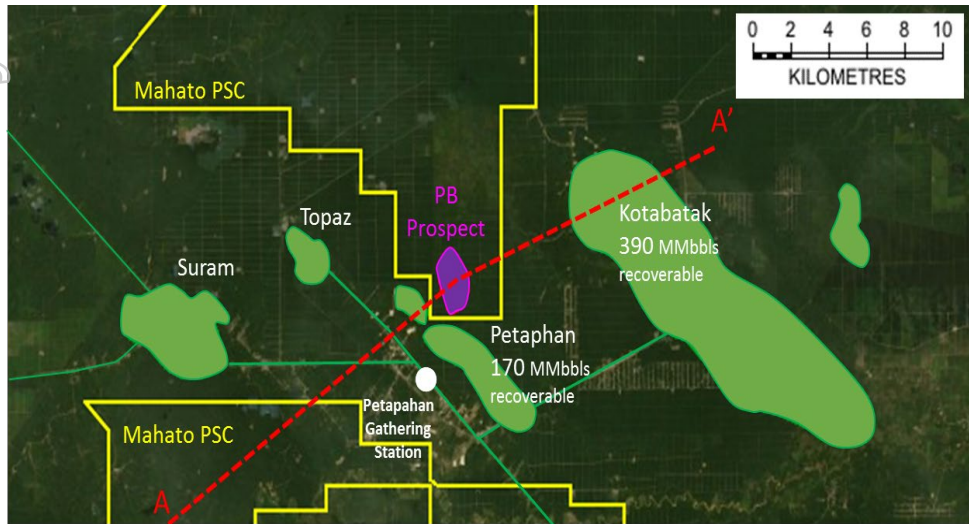 0 2 4 6 8 10
KILOMETRES
Mahato PSC
A'
PB
Prospect
Kotabatak
390 MMbbls
recoverable
Topaz
Suram
Petaphan
170 MMbbls
recoverable
Petapahan
Gathering
Station
Mahato PSC
A